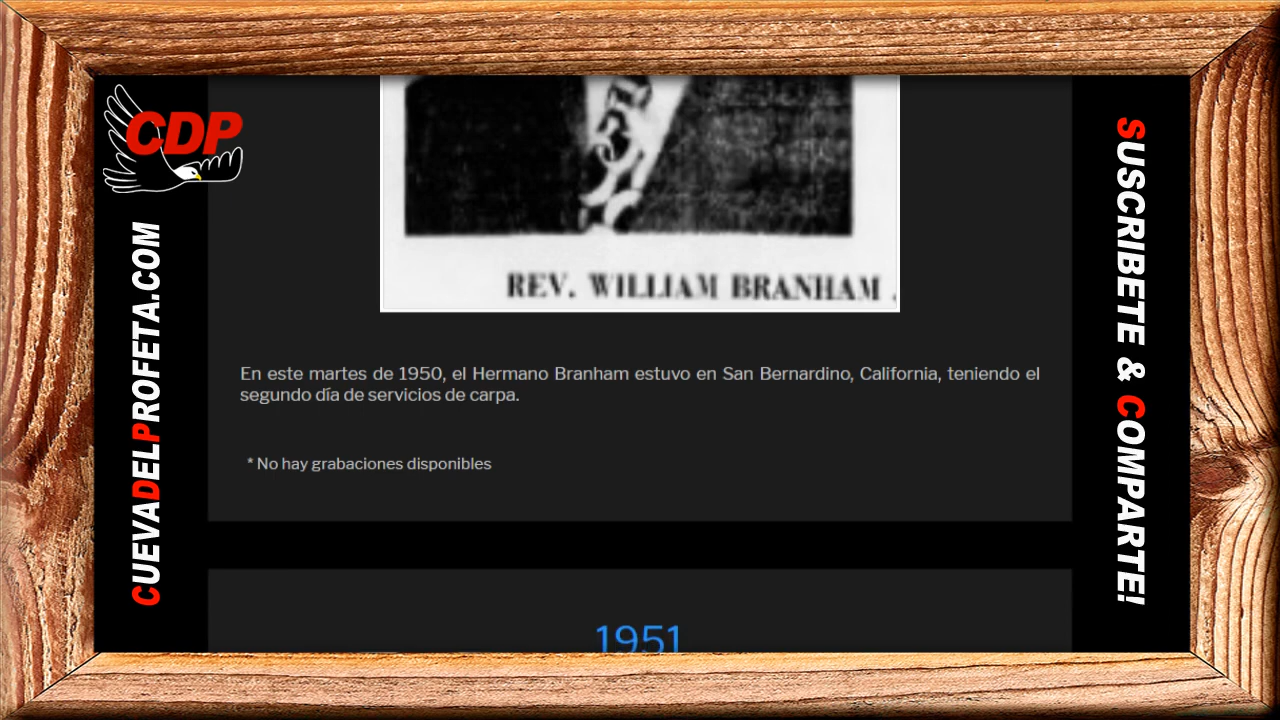 CDP
CUEVADELPROFETA.COM
REV. WILLIAM BRANHAM
En este martes de 1950, el Hermano Branham estuvo en San Bernardino, California, teniendo el
segundo día de servicios de carpa.
* No hay grabaciones disponibles
1951
SUSCRIBETE & COMPARTE!